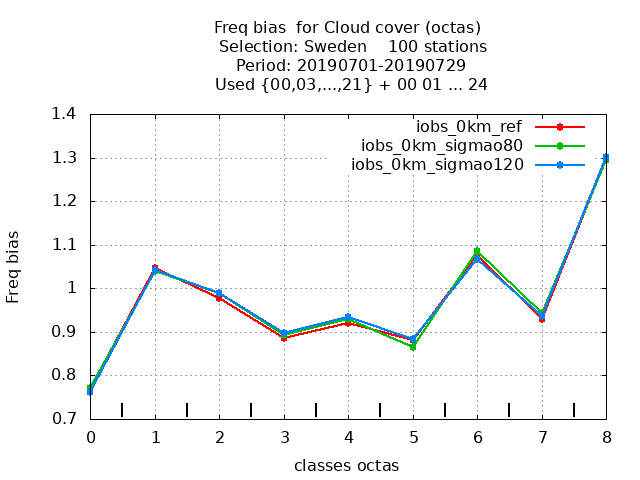 Freq bias  for Cloud cover (octas)
Selection: Sweden    100 stations
Period: 20190701-20190729
Used {00,03,...,21} + 00 01 ... 24
1.4
1.3
1.2
1.1
1
0.9
0.8
0.7
Freq bias
iobs_0km_ref
iobs_0km_sigmao80
iobs_0km_sigmao120
0 1 2 3 4 5 6 7 8
classes octas